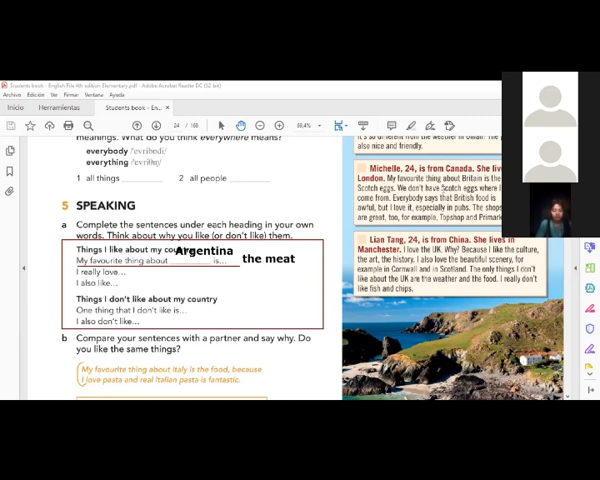 Students book - English File 4th edition Elementary.pdf - Adobe Acrobat Reader DC (32-bit)
Archivo Edición Ver Firmar Ventana Ayuda
Inicio Herramientas Students book - En... ×
24 / 169 89,4%
meanings. What do you think everywhere means?
everybody /ˈevribɒdi/
everything /ˈevriθɪŋ/
1 all things ______ 2 all people ______
5 SPEAKING
a Complete the sentences under each heading in your own
words. Think about why you like (or don't like) them.
Things I like about my country
Argentina
My favourite thing about ______ is...
the meat
I really love...
I also like...
Things I don't like about my country
One thing that I don't like is...
I also don't like...
b Compare your sentences with a partner and say why. Do
you like the same things?
My favourite thing about Italy is the food, because
I love pasta and real Italian pasta is fantastic.
also nice and friendly.
Michelle, 24, is from Canada. She lives
London. My favourite thing about Britain is the
Scotch eggs. We don't have Scotch eggs where I
come from. Everybody says that British food is
awful, but I love it, especially in pubs. The shops
are great, too, for example, Topshop and Primark
Lian Tang, 24, is from China. She lives in
Manchester. I love the UK. Why? Because I like the culture,
the art, the history. I also love the beautiful scenery, for
example in Cornwall and in Scotland. The only things I don't
like about the UK are the weather and the food. I really don't
like fish and chips.